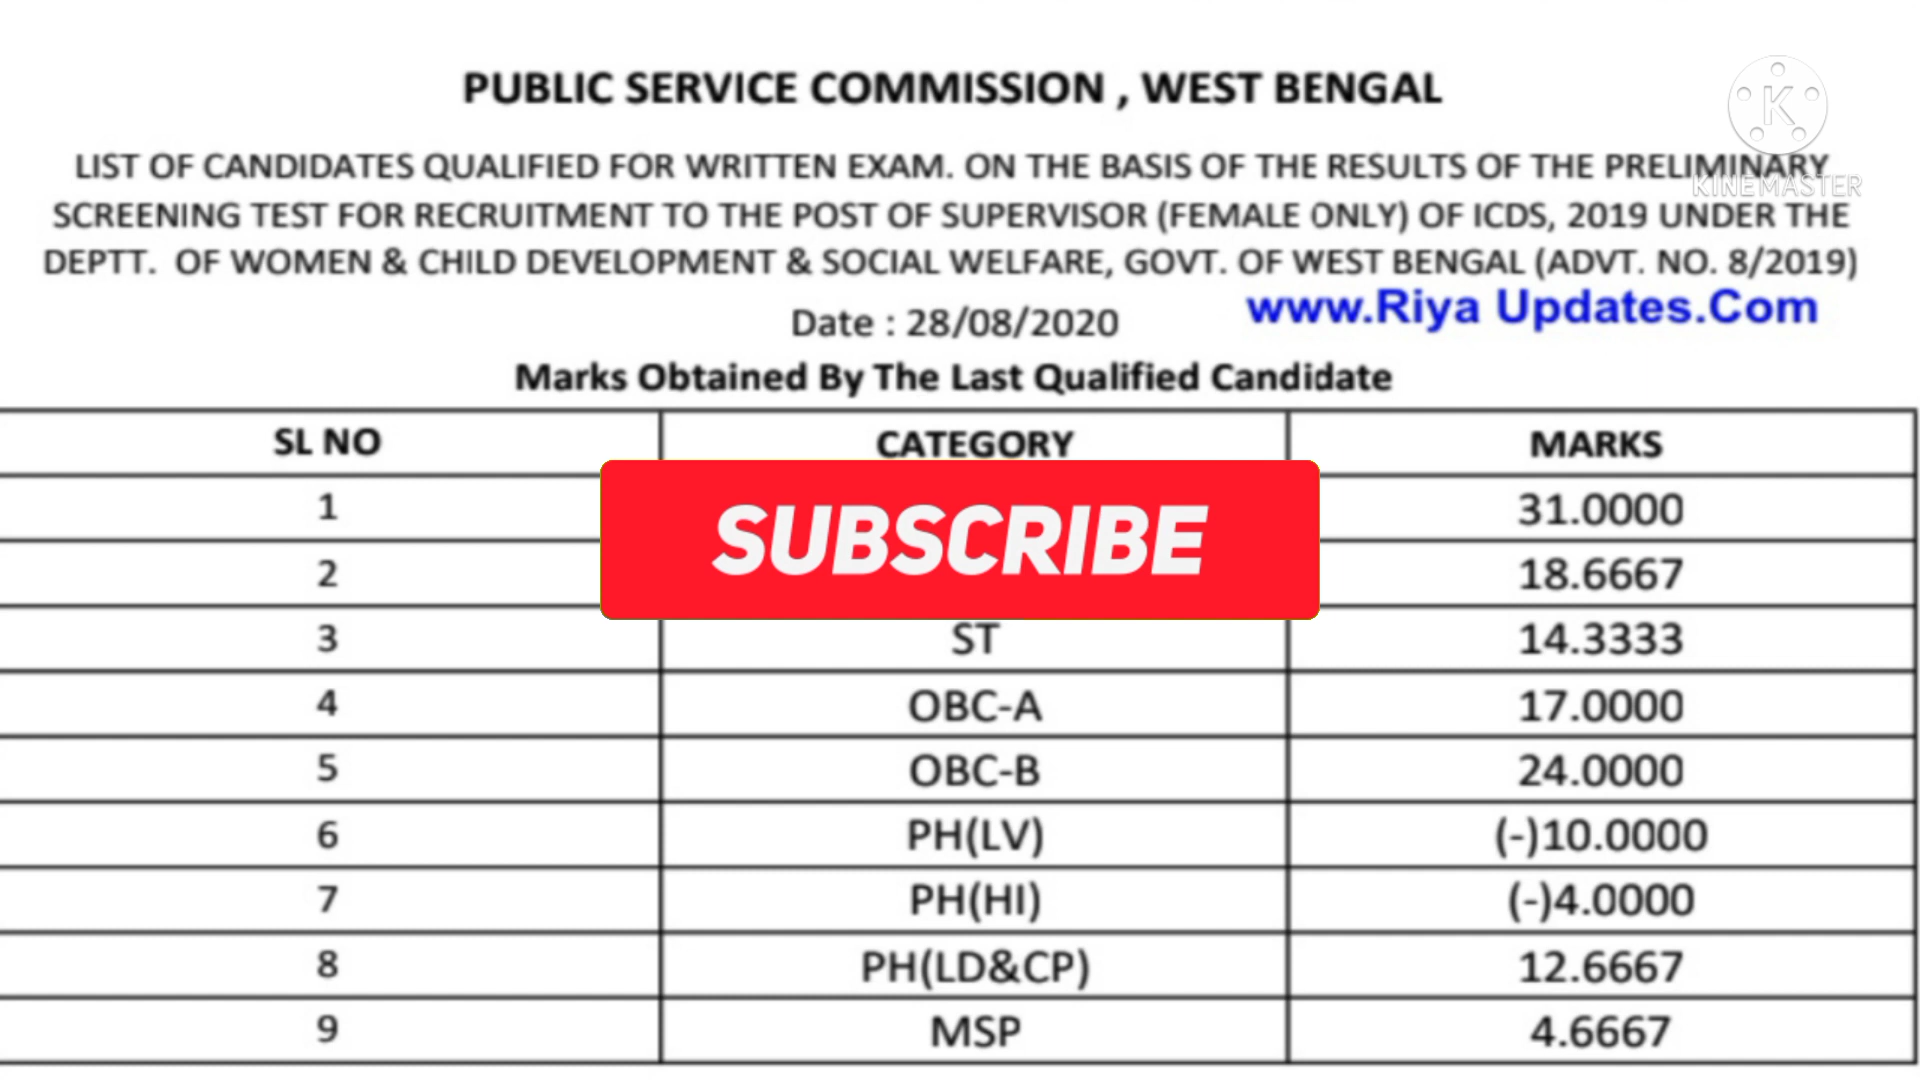 PUBLIC SERVICE COMMISSION , WEST BENGAL
K
KINEMASTER
LIST OF CANDIDATES QUALIFIED FOR WRITTEN EXAM. ON THE BASIS OF THE RESULTS OF THE PRELIMINARY
SCREENING TEST FOR RECRUITMENT TO THE POST OF SUPERVISOR (FEMALE ONLY) OF ICDS, 2019 UNDER THE
DEPTT. OF WOMEN & CHILD DEVELOPMENT & SOCIAL WELFARE, GOVT. OF WEST BENGAL (ADVT. NO. 8/2019)
Date : 28/08/2020
www.Riya Updates.Com
Marks Obtained By The Last Qualified Candidate
SL NO CATEGORY MARKS
1 31.0000
SUBSCRIBE
2 18.6667
3 ST 14.3333
4 OBC-A 17.0000
5 OBC-B 24.0000
6 PH(LV) (-)10.0000
7 PH(HI) (-)4.0000
8 PH(LD&CP) 12.6667
9 MSP 4.6667